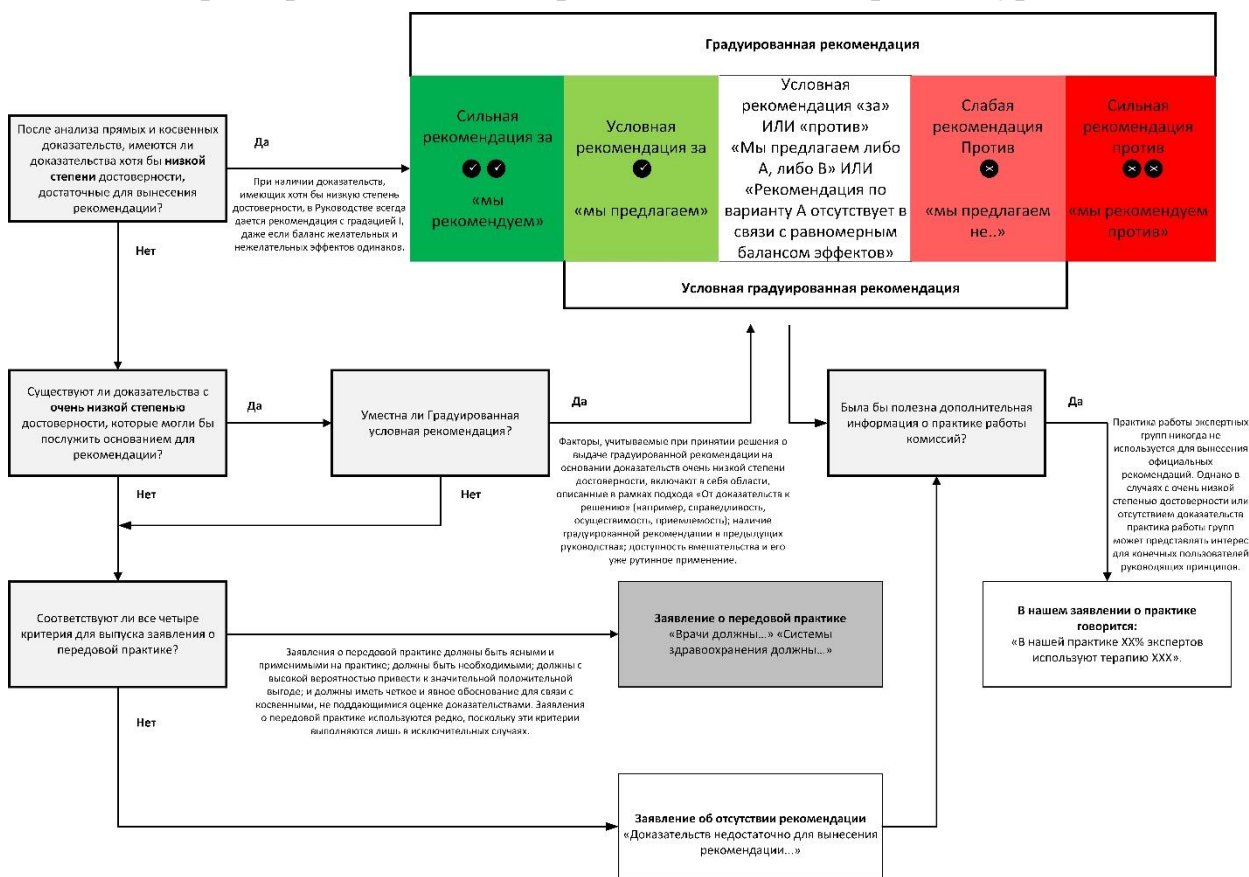 Градуированная рекомендация
Сильная
рекомендация за
«мы
рекомендуем»
Условная
рекомендация за
«мы предлагаем»
Условная
рекомендация «за»
ИЛИ «против»
«Мы предлагаем либо
А, либо В» ИЛИ
«Рекомендация по
варианту А отсутствует в
связи с равномерным
балансом эффектов»
Слабая
рекомендация
Против
«мы предлагаем
не..»
Сильная
рекомендация
против
«мы рекомендуем
против»
Условная градуированная рекомендация
После анализа прямых и косвенных
доказательств, имеются ли
доказательства хотя бы низкой
степени достоверности,
достаточные для вынесения
рекомендации?
Да
При наличии доказательств,
имеющих хотя бы низкую степень
достоверности, в Руководстве всегда
дается рекомендация с градацией I,
даже если баланс желательных и
нежелательных эффектов одинаков.
Нет
Существуют ли доказательства с
очень низкой степенью
достоверности, которые могли бы
послужить основанием для
рекомендации?
Да
Уместна ли Градуированная
условная рекомендация?
Да
Факторы, учитываемые при принятии решения о
выдаче градуированной рекомендации на
основании доказательств очень низкой степени
достоверности, включают в себя области,
описанные в рамках подхода «От доказательств к
решению» (например, справедливость,
осуществимость, приемлемость); наличие
градуированной рекомендации в предыдущих
руководствах; доступность вмешательства и его
уже рутинное применение.
Была бы полезна дополнительная
информация о практике работы
комиссий?
Да
Практика работы экспертных
групп никогда не
используется для вынесения
официальных
рекомендаций. Однако в
случаях с очень низкой
степенью достоверности или
отсутствием доказательств
практика работы групп
может представлять интерес
для конечных пользователей
руководящих принципов.
Нет
Нет
Соответствуют ли все четыре
критерия для выпуска заявления о
передовой практике?
Заявления о передовой практике должны быть ясными и
применимыми на практике; должны быть необходимыми; должны с
высокой вероятностью привести к значительной положительной
выгоде; и должны иметь четкое и явное обоснование для связи с
косвенными, не поддающимися оценке доказательствами. Заявления
о передовой практике используются редко, поскольку эти критерии
выполняются лишь в исключительных случаях.
Заявление о передовой практике
«Врачи должны...» «Системы
здравоохранения должны...»
В нашем заявлении о практике
говорится:
«В нашей практике XX% экспертов
используют терапию XXX».
Нет
Заявление об отсутствии рекомендации
«Доказательств недостаточно для вынесения
рекомендации...»